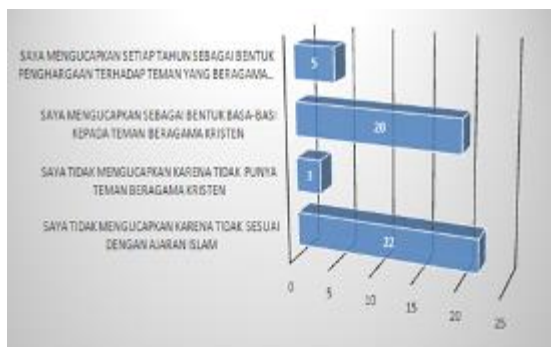 SAYA MENGUCAPKAN SETIAP TAHUN SEBAGAI BENTUK
PENGHARGAAN TERHADAP TEMAN YANG BERAGAMA...
5
SAYA MENGUCAPKAN SEBAGAI BENTUK BASA-BASI
KEPADA TEMAN BERAGAMA KRISTEN
20
SAYA TIDAK MENGUCAPKAN KARENA TIDAK PUNYA
TEMAN BERAGAMA KRISTEN
3
SAYA TIDAK MENGUCAPKAN KARENA TIDAK SESUAI
DENGAN AJARAN ISLAM
22
0 5 10 15 20 25